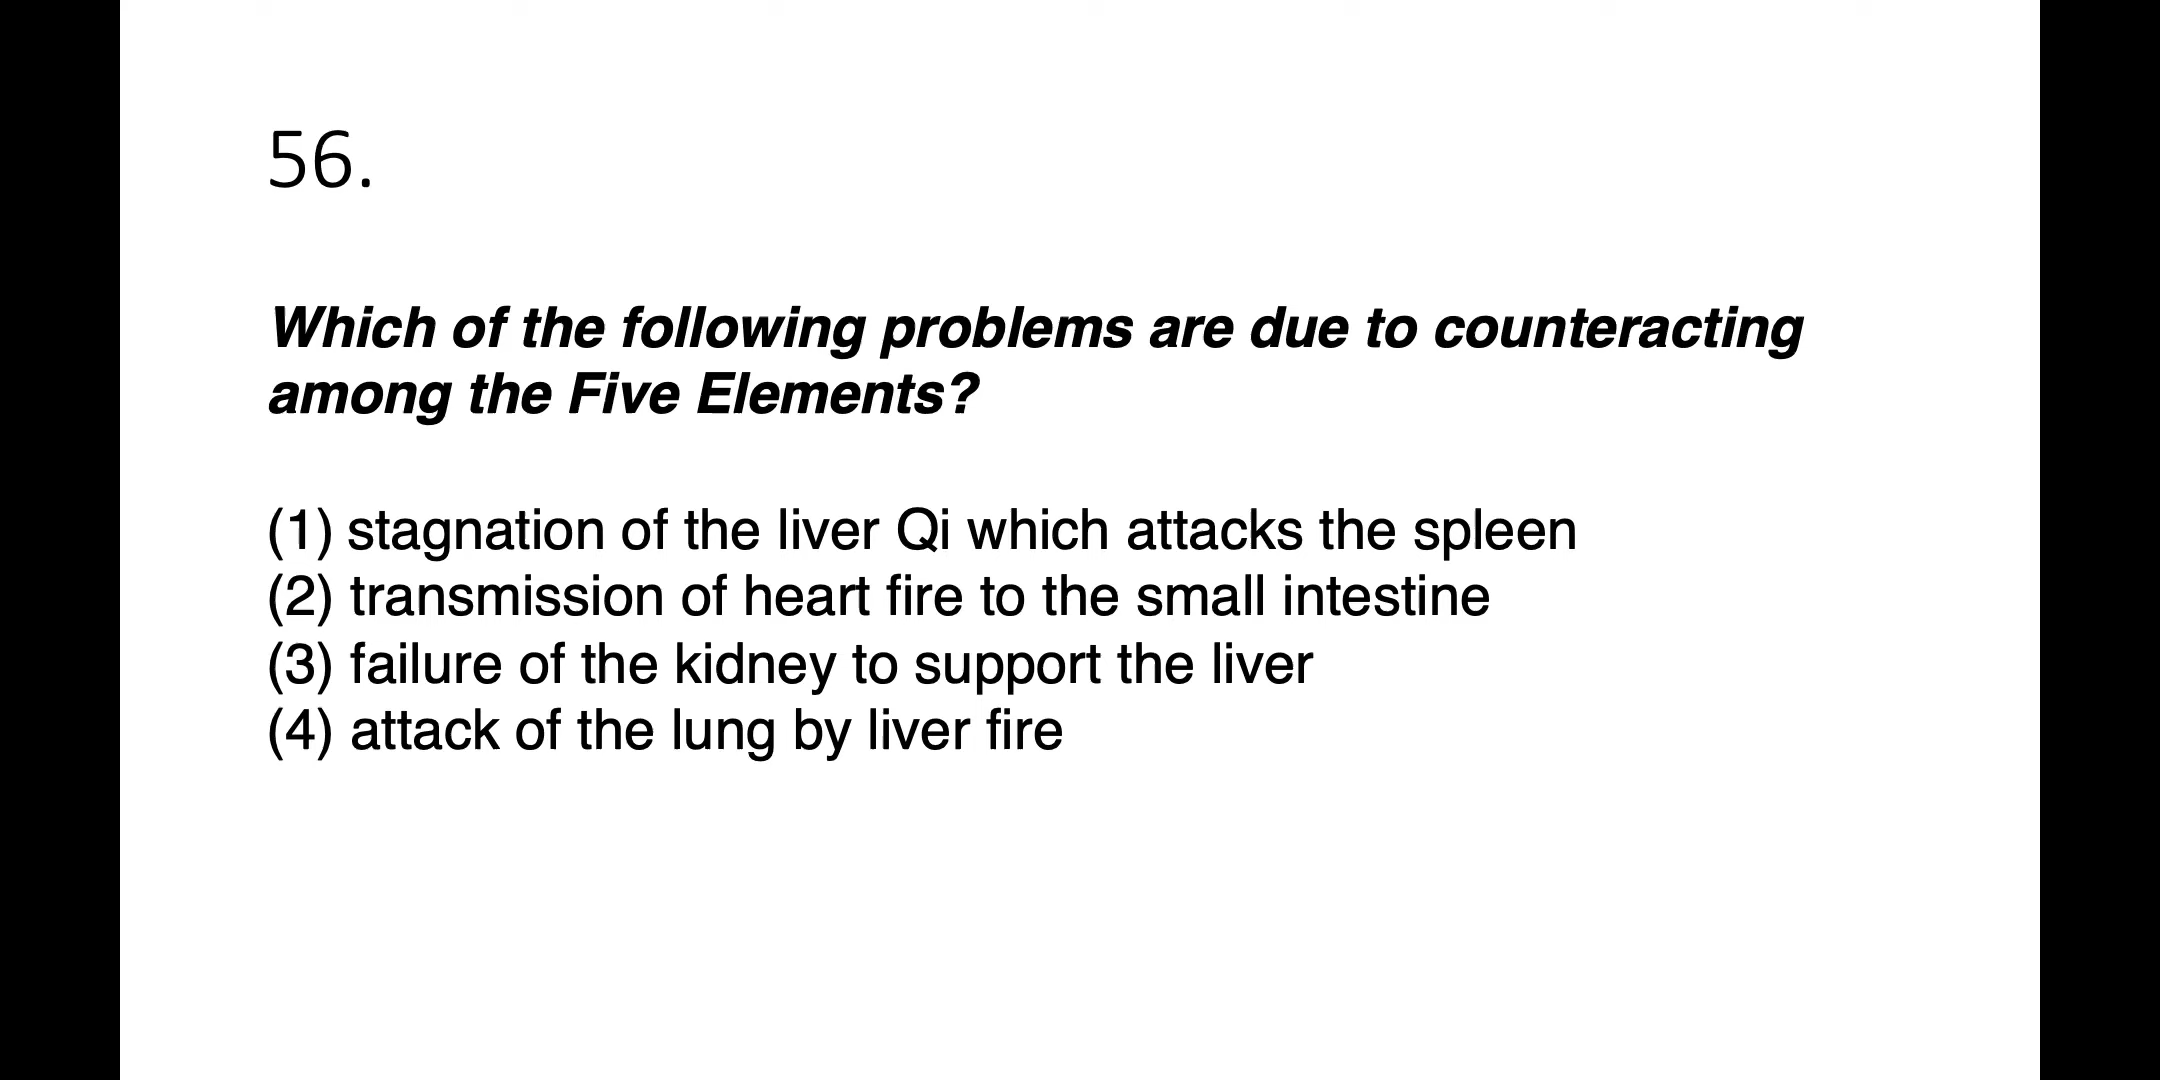 56.
Which of the following problems are due to counteracting
among the Five Elements?
(1) stagnation of the liver Qi which attacks the spleen
(2) transmission of heart fire to the small intestine
(3) failure of the kidney to support the liver
(4) attack of the lung by liver fire